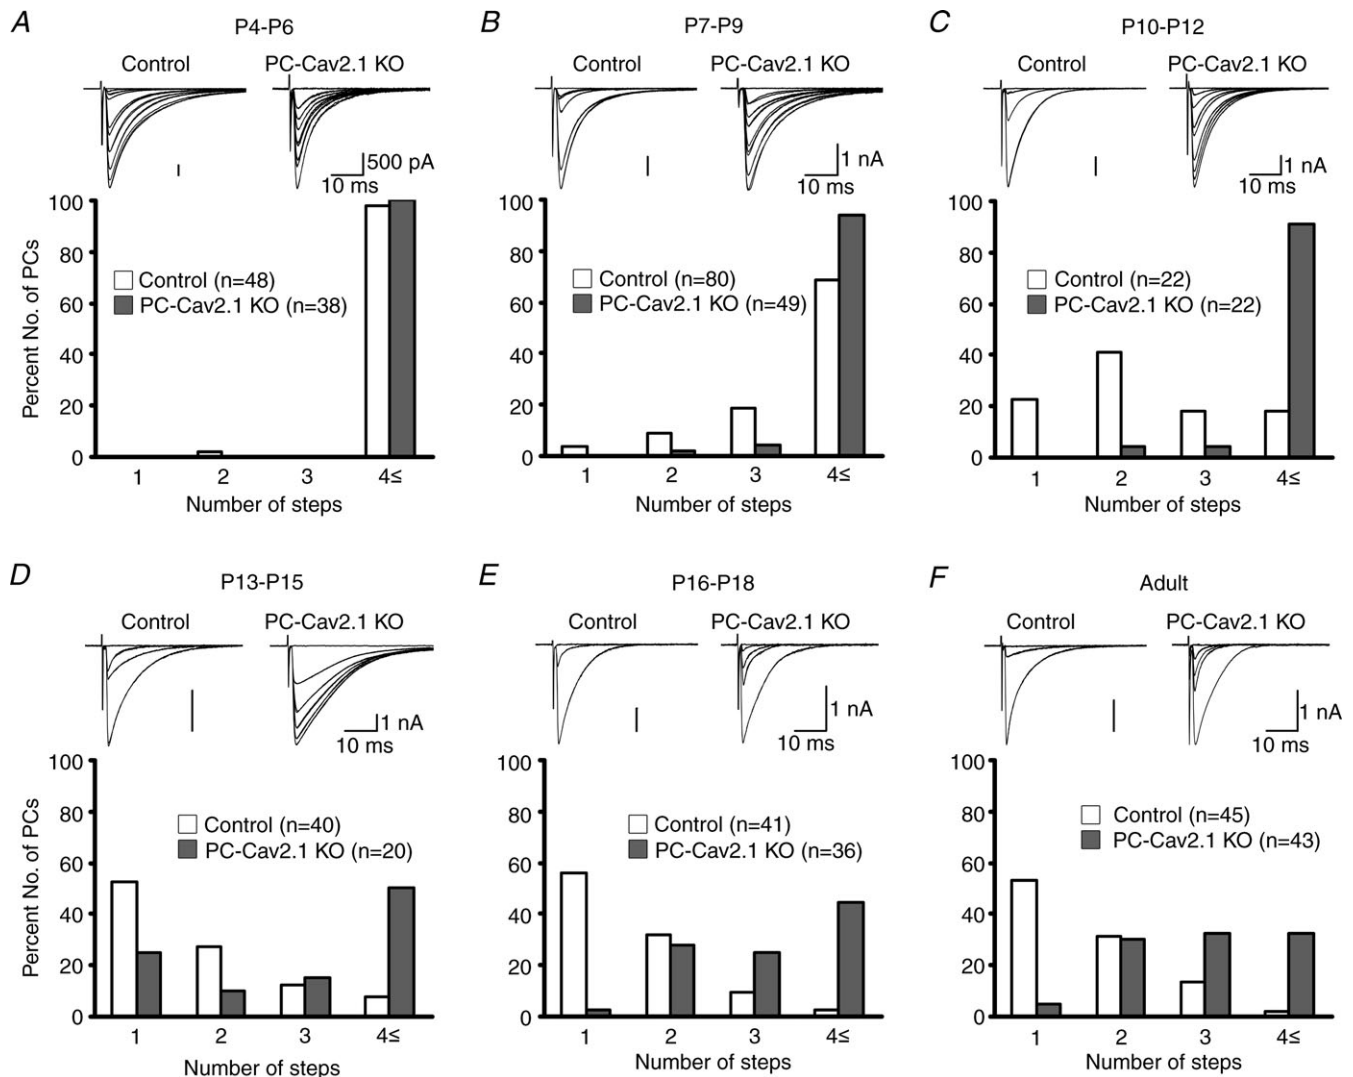 A
P4-P6
Control
PC-Cav2.1 KO
500 pA
10 ms
Percent No. of PCs
100
80
60
40
20
0
Control (n=48)
PC-Cav2.1 KO (n=38)
1 2 3 4≤
Number of steps
B
P7-P9
Control
PC-Cav2.1 KO
1 nA
10 ms
100
80
60
40
20
0
Control (n=80)
PC-Cav2.1 KO (n=49)
1 2 3 4≤
Number of steps
C
P10-P12
Control
PC-Cav2.1 KO
1 nA
10 ms
100
80
60
40
20
0
Control (n=22)
PC-Cav2.1 KO (n=22)
1 2 3 4≤
Number of steps
D
P13-P15
Control
PC-Cav2.1 KO
1 nA
10 ms
Percent No. of PCs
100
80
60
40
20
0
Control (n=40)
PC-Cav2.1 KO (n=20)
1 2 3 4≤
Number of steps
E
P16-P18
Control
PC-Cav2.1 KO
1 nA
10 ms
100
80
60
40
20
0
Control (n=41)
PC-Cav2.1 KO (n=36)
1 2 3 4≤
Number of steps
F
Adult
Control
PC-Cav2.1 KO
1 nA
10 ms
100
80
60
40
20
0
Control (n=45)
PC-Cav2.1 KO (n=43)
1 2 3 4≤
Number of steps